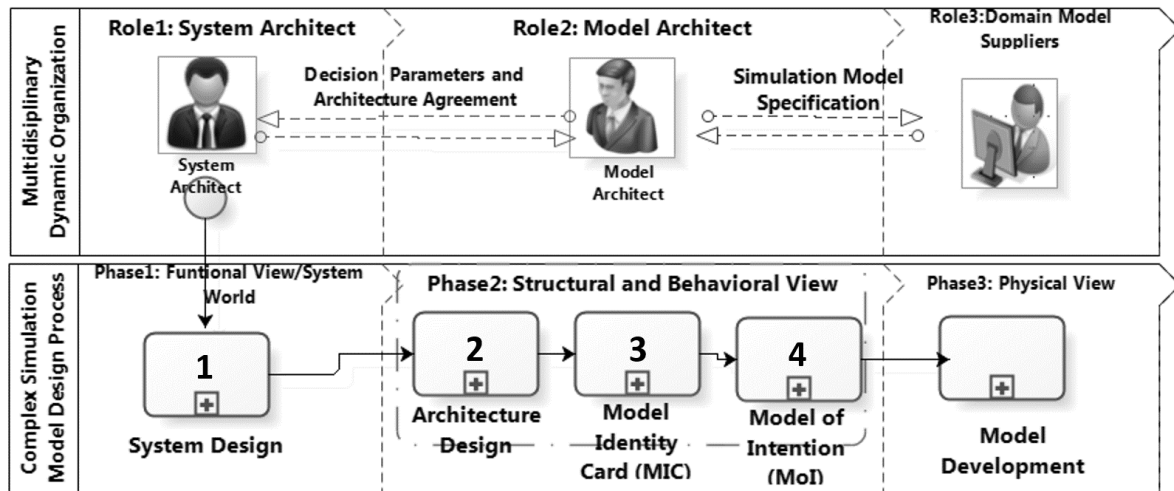 Multidisiplinary
Dynamic Organization
Role1: System Architect
Role2: Model Architect
Role3:Domain Model
Suppliers
Decision Parameters and
Architecture Agreement
Simulation Model
Specification
System
Architect
Model
Architect
Complex Simulation
Model Design Process
Phase1: Funtional View/System
World
Phase2: Structural and Behavioral View
Phase3: Physical View
1
2
3
4
System Design
Architecture
Design
Model
Identity
Card (MIC)
Model of
Intention
(MoI)
Model
Development